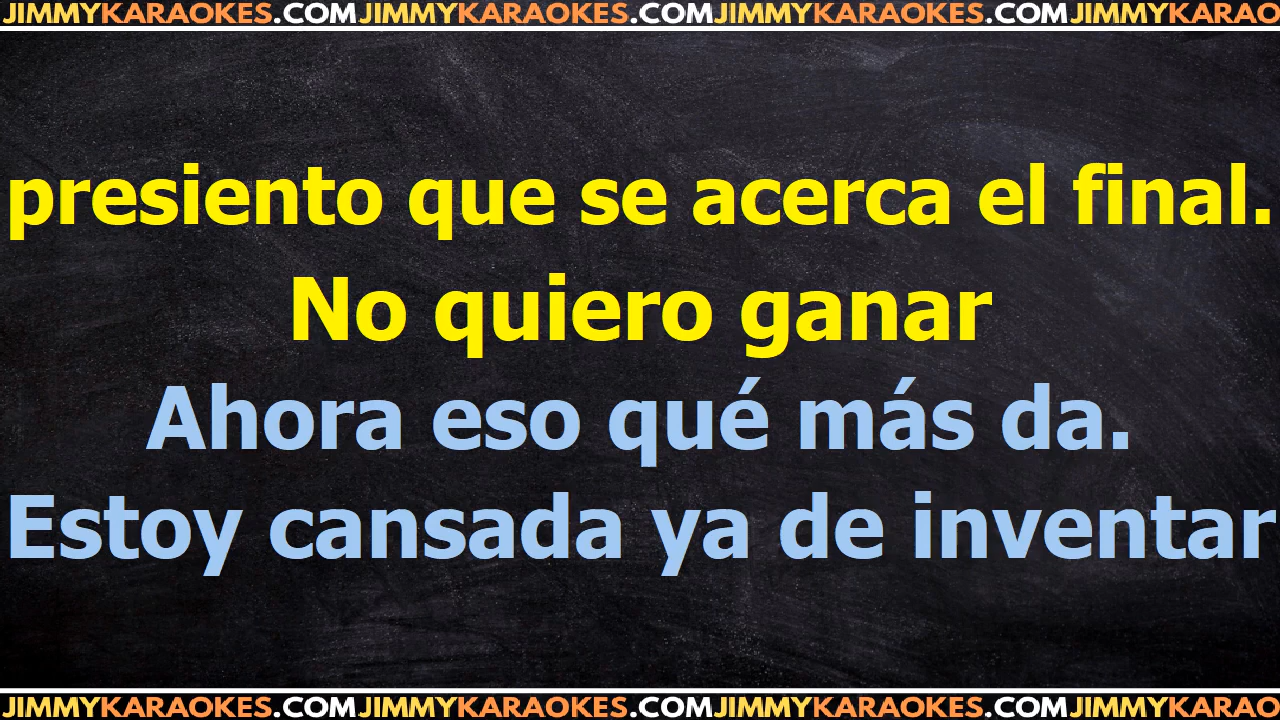 JIMMYKARAOKES.COMJIMMYKARAOKES.COMJIMMYKARAOKES.COMJIMMYKARAO
presiento que se acerca el final.
No quiero ganar
Ahora eso qué más da.
Estoy cansada ya de inventar
JIMMYKARAOKES.COMJIMMYKARAOKES.COMJIMMYKARAOKES.COMJIMMYKARAO